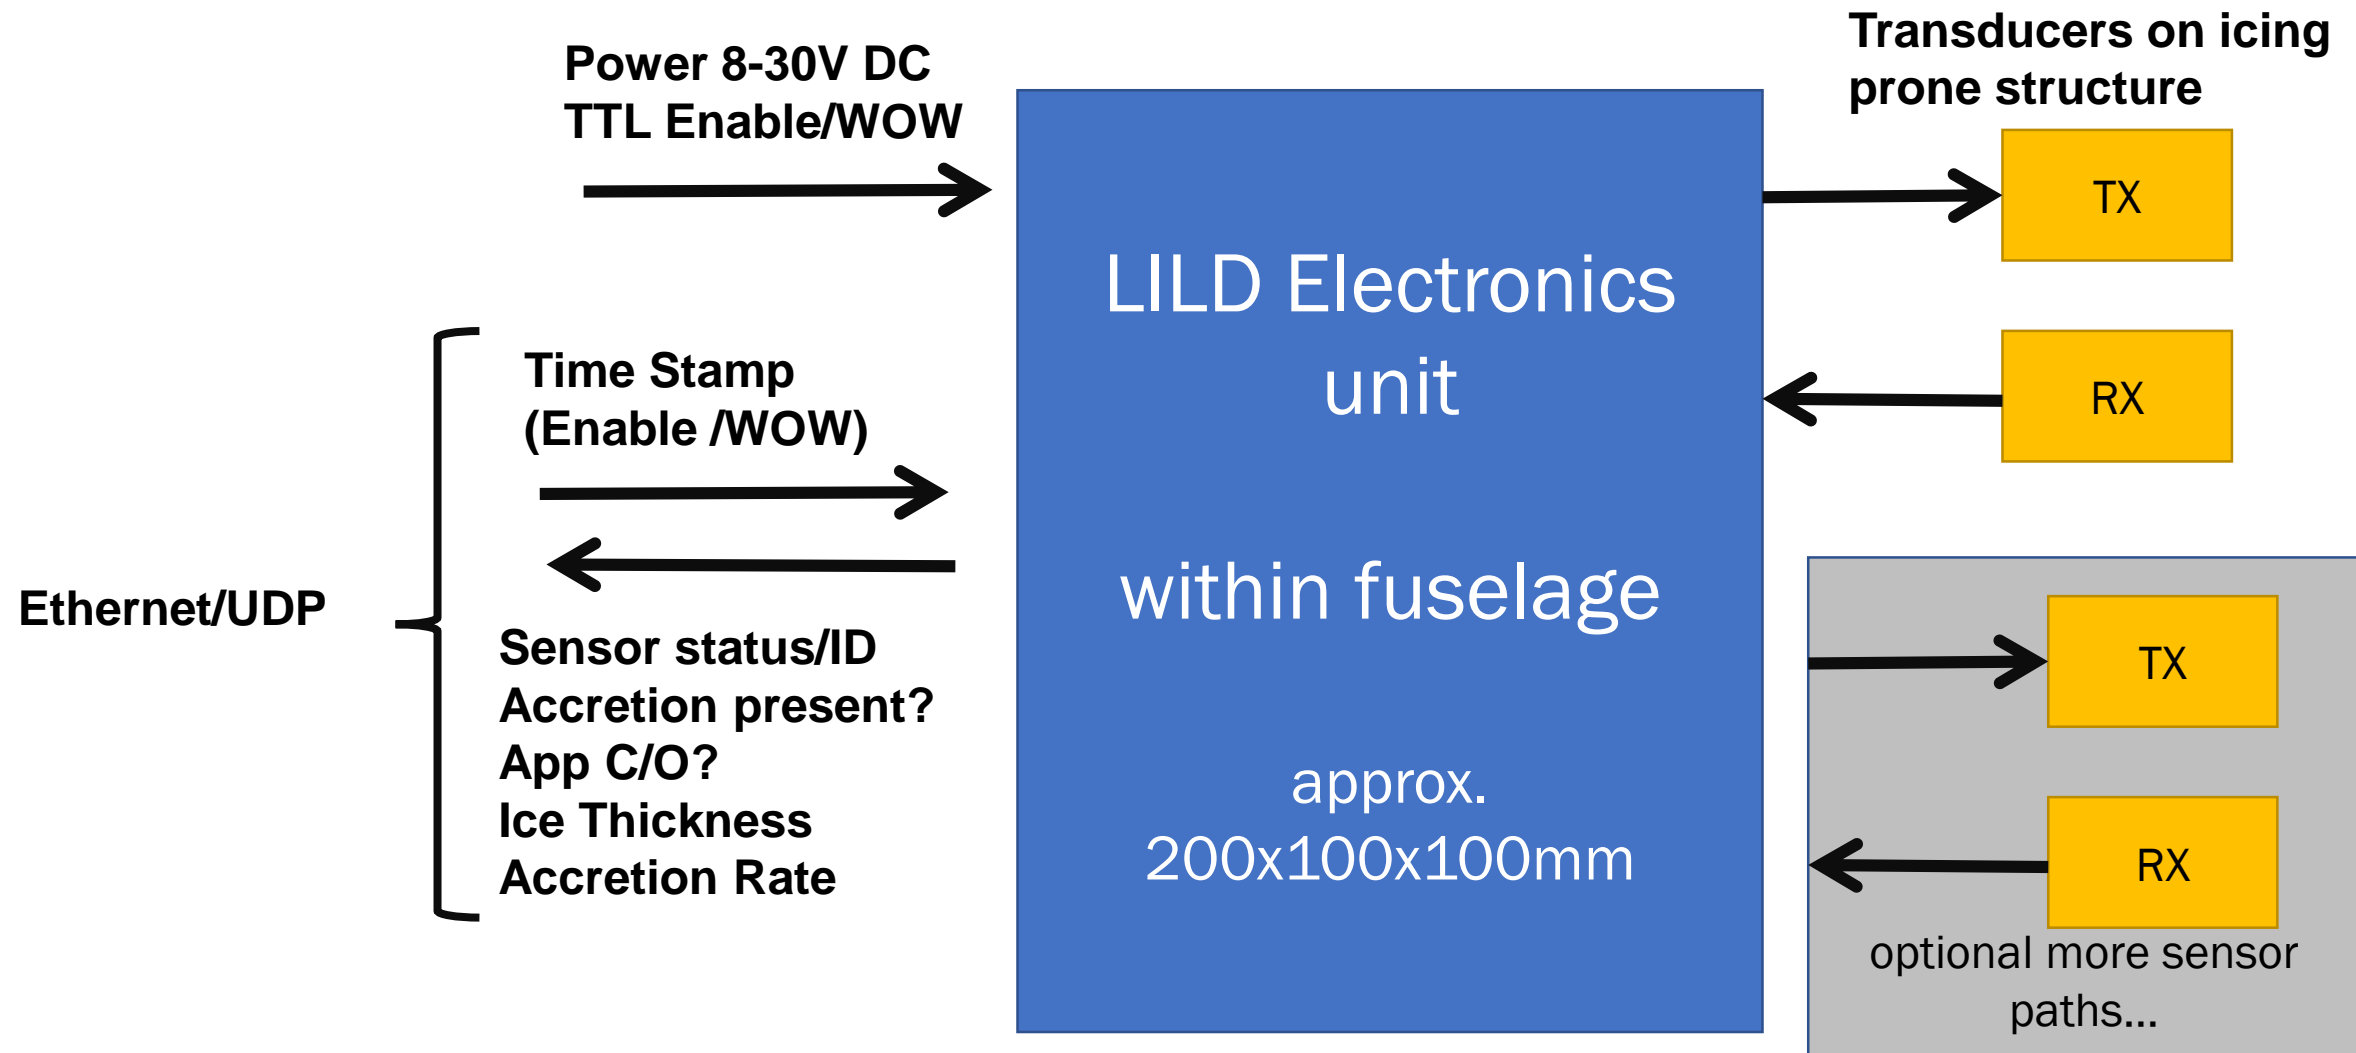 Power 8-30V DC
TTL Enable/WOW
Time Stamp
(Enable /WOW)
Ethernet/UDP
Sensor status/ID
Accretion present?
App C/O?
Ice Thickness
Accretion Rate
LILD Electronics
unit
within fuselage
approx.
200x100x100mm
Transducers on icing
prone structure
TX
RX
TX
RX
optional more sensor
paths...